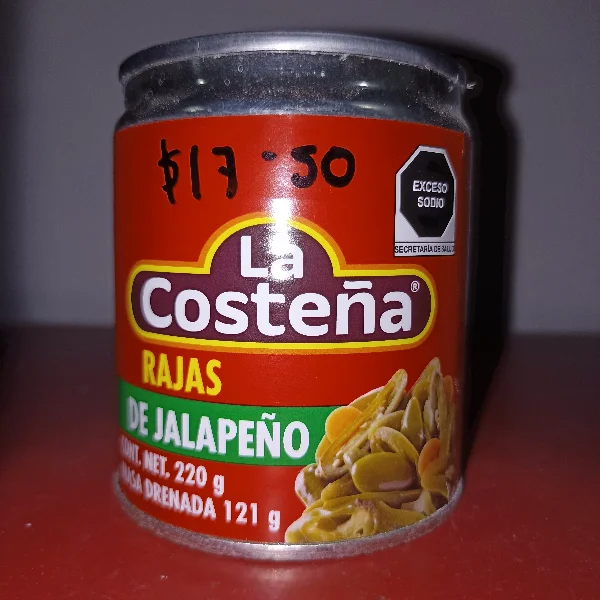 $17.50
EXCESO
SODIO
SECRETARÍA DE SALUD
La
Costeña®
RAJAS
DE JALAPEÑO
CONT. NET. 220 g
MASA DRENADA 121 g